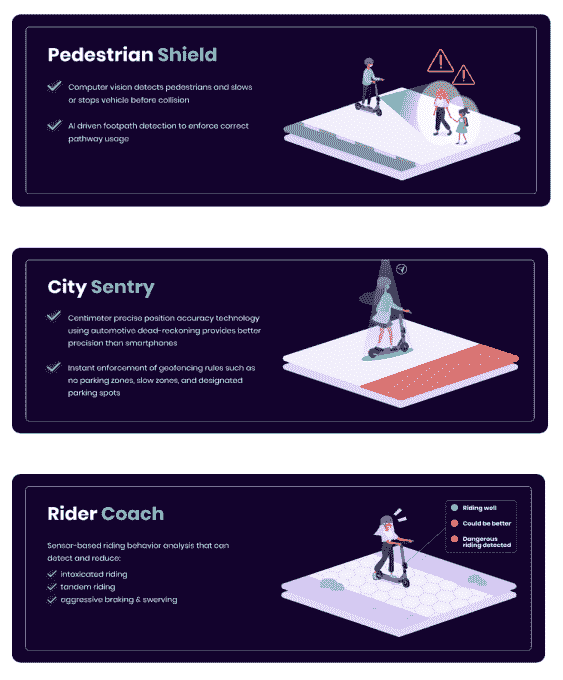 Pedestrian Shield
Computer vision detects pedestrians and slows
or stops vehicle before collision
AI driven footpath detection to enforce correct
pathway usage
City Sentry
Centimeter precise position accuracy technology
using automotive dead-reckoning provides better
precision than smartphones
Instant enforcement of geofencing rules such as
no parking zones, slow zones, and designated
parking spots
Rider Coach
Sensor-based riding behavior analysis that can
detect and reduce:
intoxicated riding
tandem riding
aggressive braking & swerving
Riding well
Could be better
Dangerous
riding detected